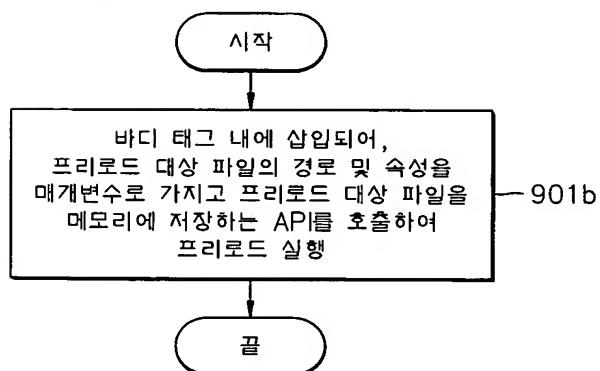 시작
바디 태그 내에 삽입되어,
프리로드 대상 파일의 경로 및 속성을
매개변수로 가지고 프리로드 대상 파일을
메모리에 저장하는 API를 호출하여
프리로드 실행
901b
끝